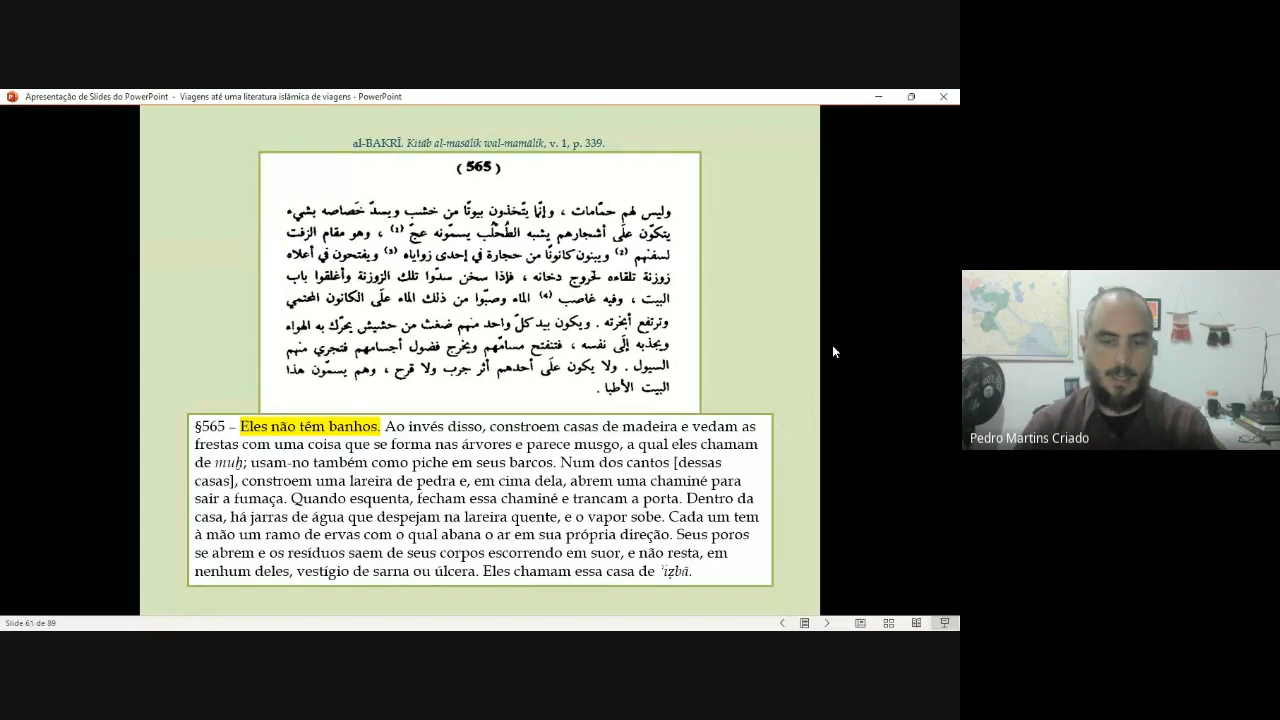 Apresentação de Slides do PowerPoint - Viagens até uma literatura islâmica de viagens - PowerPoint
al-BAKRĪ. Kitāb al-masālik wal-mamālik, v. 1, p. 339.
( 565 )
وليس لهم حمّامات ، وإنّما يتّخذون بيوتًا من خشب ويسدّ خَصاصه بشيء
يتكوّن على أشجارهم يشبه الطُحْلُب يسمّونه عجّ (1) ، وهو مقام الزفت
لسفنهم (2) ويبنون كانونًا من حجارة في إحدى زواياه (3) ويفتحون في أعلاه
زوزنة تلقاءه لخروج دخانه ، فإذا سخن سدّوا تلك الزوزنة وأغلقوا باب
البيت ، وفيه غاصب (4) الماء وصبّوا من ذلك الماء على الكانون المحتمي
وترتفع أبخرته . ويكون بيد كلّ واحد منهم ضغث من حشيش يحرّك به الهواء
ويجذبه إلى نفسه ، فتنفتح مسامّهم ويخرج فضول أجسامهم فتجري منهم
السيول . ولا يكون على أحدهم أثر جرب ولا قرح ، وهم يسمّون هذا
البيت الأطبا .
§565 – Eles não têm banhos. Ao invés disso, constroem casas de madeira e vedam as
frestas com uma coisa que se forma nas árvores e parece musgo, a qual eles chamam
de muḫ; usam-no também como piche em seus barcos. Num dos cantos [dessas
casas], constroem uma lareira de pedra e, em cima dela, abrem uma chaminé para
sair a fumaça. Quando esquenta, fecham essa chaminé e trancam a porta. Dentro da
casa, há jarras de água que despejam na lareira quente, e o vapor sobe. Cada um tem
à mão um ramo de ervas com o qual abana o ar em sua própria direção. Seus poros
se abrem e os resíduos saem de seus corpos escorrendo em suor, e não resta, em
nenhum deles, vestígio de sarna ou úlcera. Eles chamam essa casa de ʾiẓbā.
Slide 61 de 89
Pedro Martins Criado